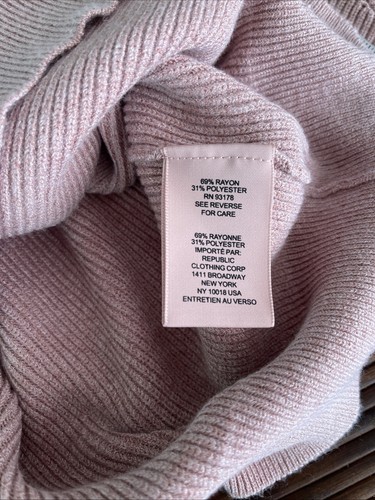 69% RAYON
31% POLYESTER
RN 93178
SEE REVERSE
FOR CARE
69% RAYONNE
31% POLYESTER
IMPORTÉ PAR:
REPUBLIC
CLOTHING CORP
1411 BROADWAY
NEW YORK
NY 10018 USA
ENTRETIEN AU VERSO